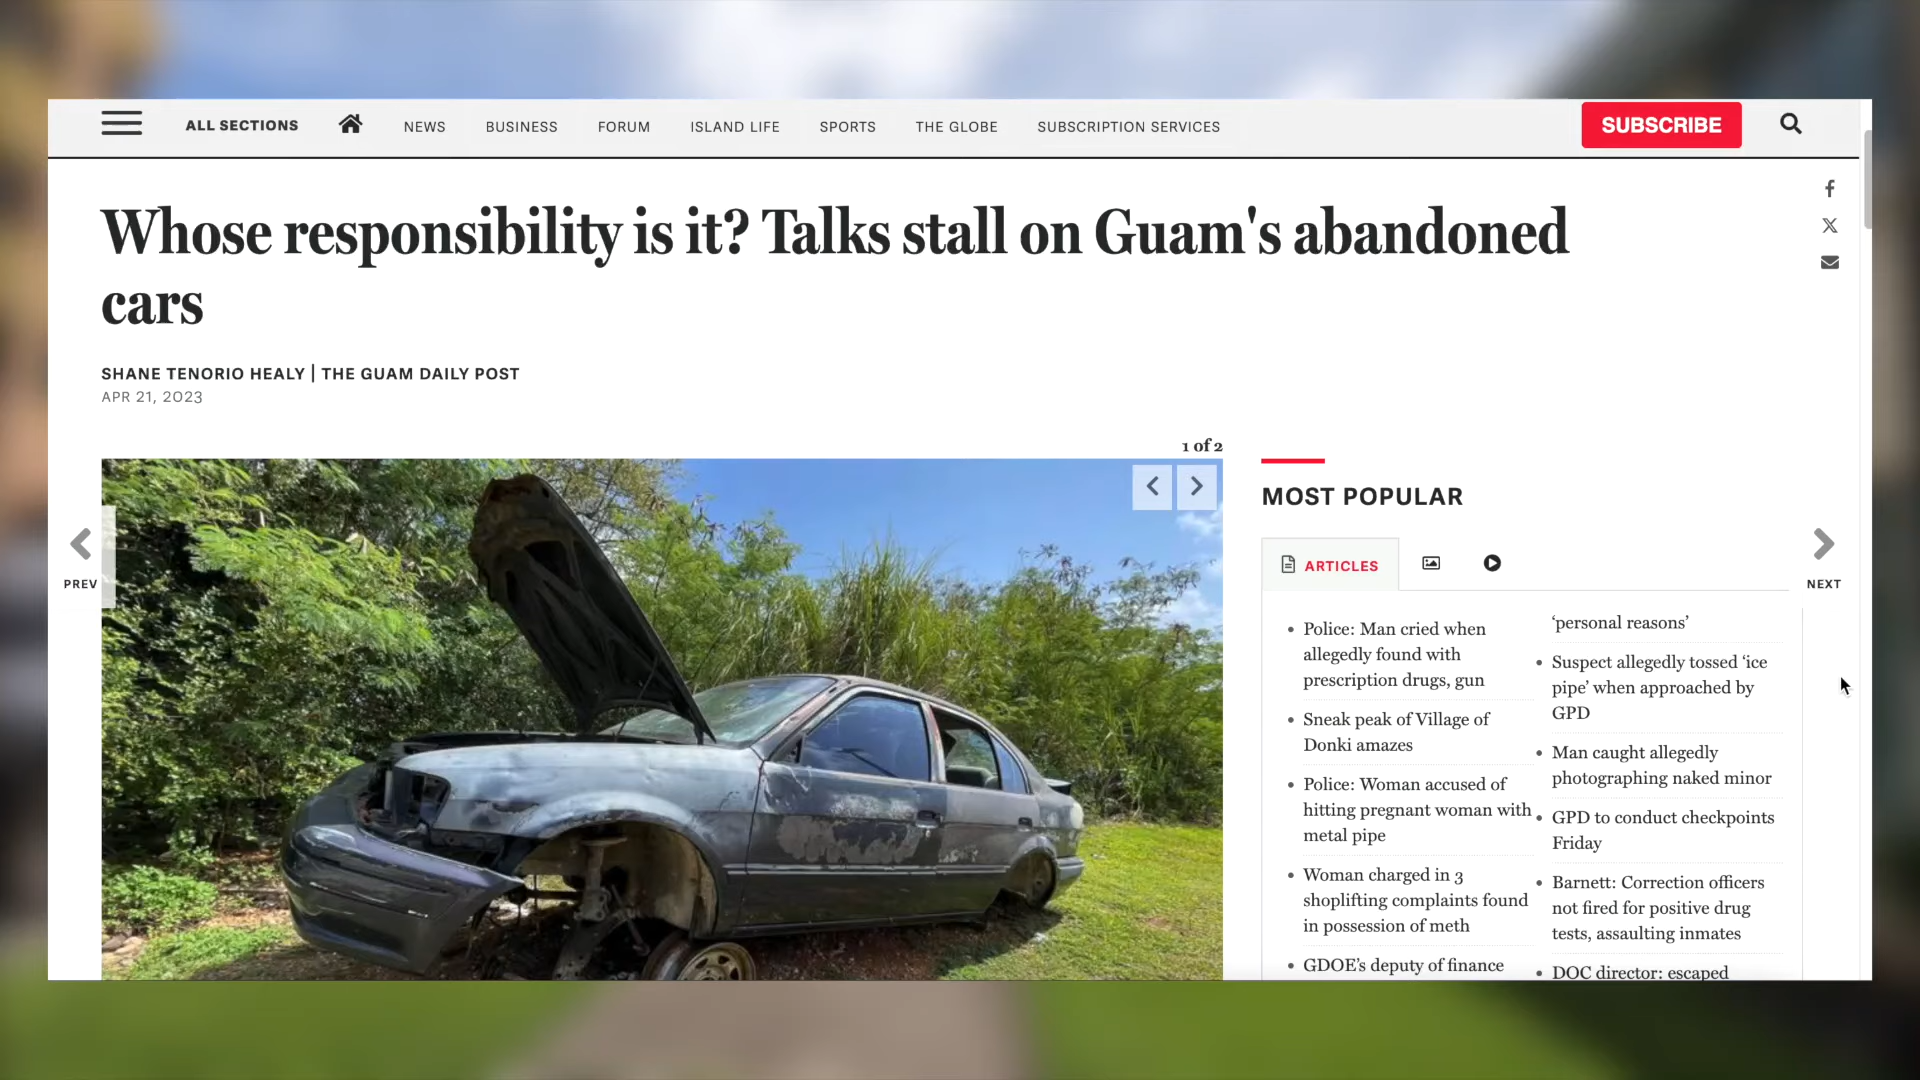 ALL SECTIONS NEWS BUSINESS FORUM ISLAND LIFE SPORTS THE GLOBE SUBSCRIPTION SERVICES SUBSCRIBE
Whose responsibility is it? Talks stall on Guam's abandoned
cars
SHANE TENORIO HEALY | THE GUAM DAILY POST
APR 21, 2023
1 of 2
PREV
NEXT
MOST POPULAR
ARTICLES
Police: Man cried when
allegedly found with
prescription drugs, gun
Sneak peak of Village of
Donki amazes
Police: Woman accused of
hitting pregnant woman with
metal pipe
Woman charged in 3
shoplifting complaints found
in possession of meth
GDOE's deputy of finance
‘personal reasons’
Suspect allegedly tossed ‘ice
pipe’ when approached by
GPD
Man caught allegedly
photographing naked minor
GPD to conduct checkpoints
Friday
Barnett: Correction officers
not fired for positive drug
tests, assaulting inmates
DOC director: escaped